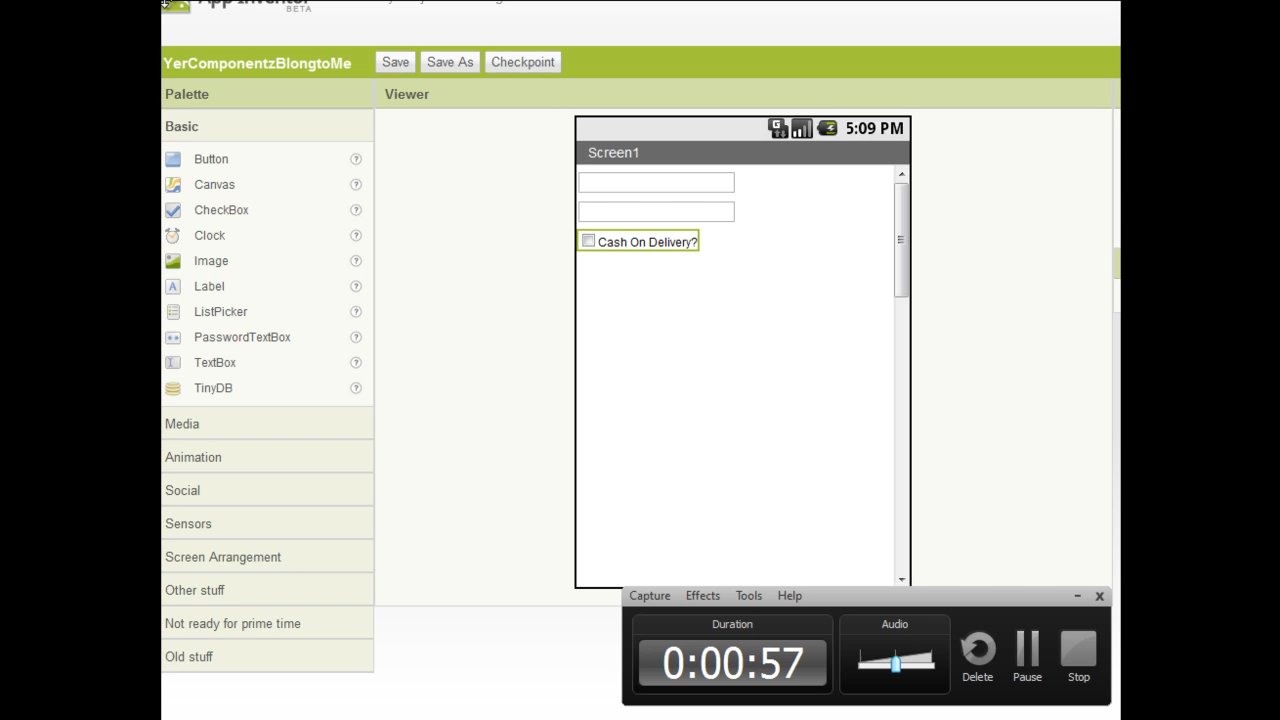 App Inventor
BETA
YerComponentzBlongtoMe
Save
Save As
Checkpoint
Palette
Viewer
Basic
5:09 PM
Screen1
Button
?
Canvas
?
CheckBox
?
Clock
?
Image
?
Label
?
ListPicker
?
PasswordTextBox
?
TextBox
?
TinyDB
?
Cash On Delivery?
Media
Animation
Social
Sensors
Screen Arrangement
Other stuff
Not ready for prime time
Old stuff
Capture Effects Tools Help
Duration
Audio
0:00:57
Delete
Pause
Stop